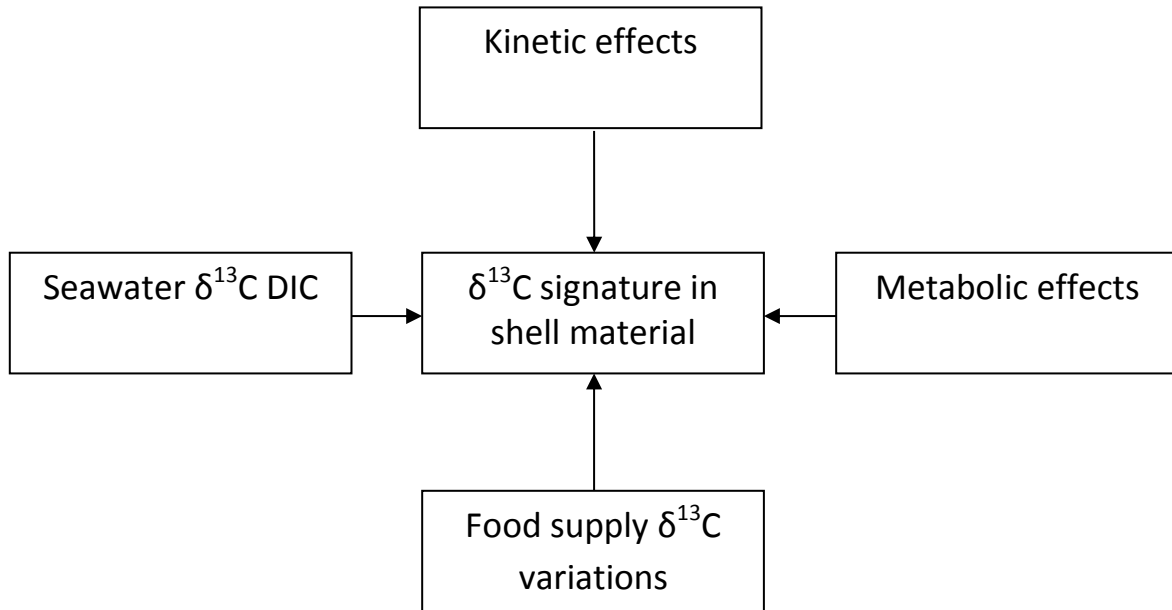 Kinetic effects
Seawater δ¹³C DIC
δ¹³C signature in
shell material
Metabolic effects
Food supply δ¹³C
variations